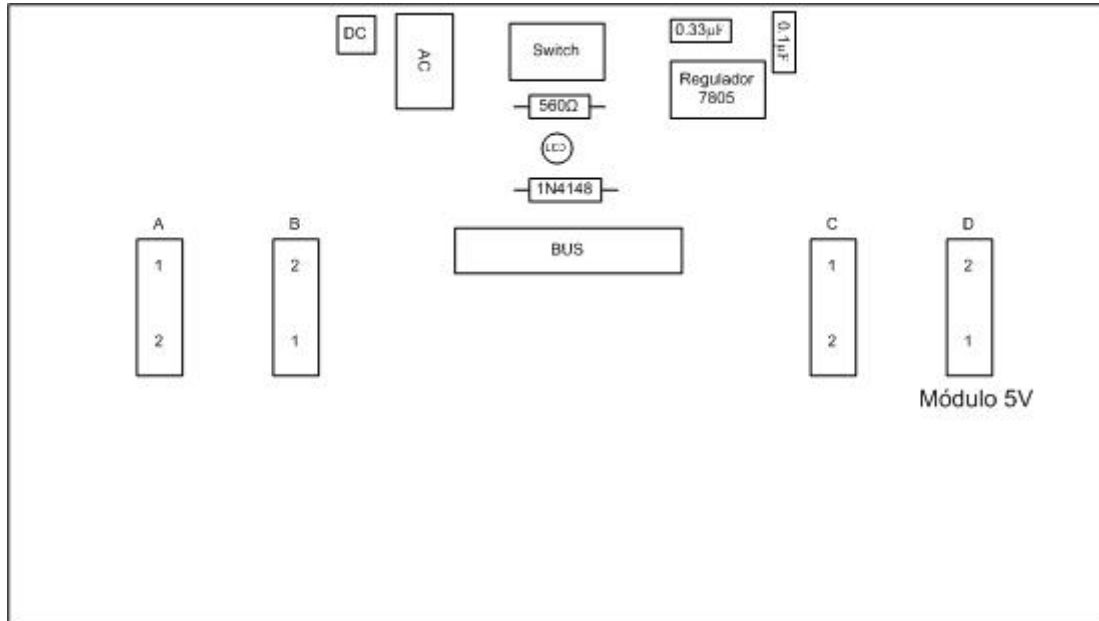 DC
AC
Switch
0.33µF
0.1µF
Regulador
7805
560Ω
LED
1N4148
A
B
C
D
BUS
1
2
2
1
1
2
2
1
Módulo 5V